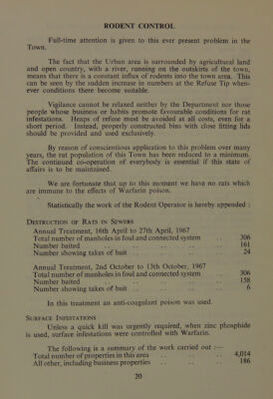 RODENT CONTROL
Full-time attention is given to this ever present problem in the
Town.
The fact that the Urban area is surrounded by agricultural land
and open country, with a river, running on the outskirts of the town,
means that there is a constant influx of rodents into the town area. This
can be seen by the sudden increase in numbers at the Refuse Tip when-
ever conditions there become suitable.
Vigilance cannot be relaxed either by the Department nor those
people whose business or habits promote favourable conditions for rat
infestations. Heaps of refuse must be avoided at all costs, even for a
short period. Instead, properly constructed bins with close fitting lids
should be provided and used exclusively.
By reason of conscientious application to this problem over many
years, the rat population of this Town has been reduced to a minimum.
The continued co-operation of everybody is essential if this state of
affairs is to be maintained.
We are fortunate that up to this moment we have no rats which
are immune to the effects of Warfarin poison.
Statistically the work of the Rodent Operator is hereby appended :
DESTRUCTION OF RATS IN SEWERS
Annual Treatment, 16th April to 27th April, 1967
Total number of manholes in foul and connected system .. 306
Number baited .. .. .. .. .. 161
Number showing takes of bait .. .. .. .. 24
Annual Treatment, 2nd October to 13th October, 1967
Total number of manholes in foul and connected system .. 306
Number baited .. .. .. .. .. 158
Number showing takes of bait .. .. .. .. 6
In this treatment an anti-coagulant poison was used.
SURFACE INFESTATIONS
Unless a quick kill was urgently required, when zinc phosphide
is used, surface infestations were controlled with Warfarin.
The following is a summary of the work carried out :—
Total number of properties in this area .. .. .. 4,014
All other, including business properties .. .. .. 186
20